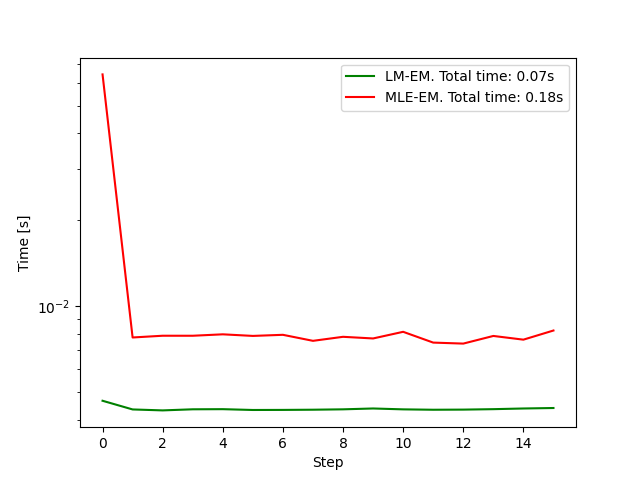 LM-EM. Total time: 0.07s
MLE-EM. Total time: 0.18s
Time [s]
10⁻²
0 2 4 6 8 10 12 14
Step